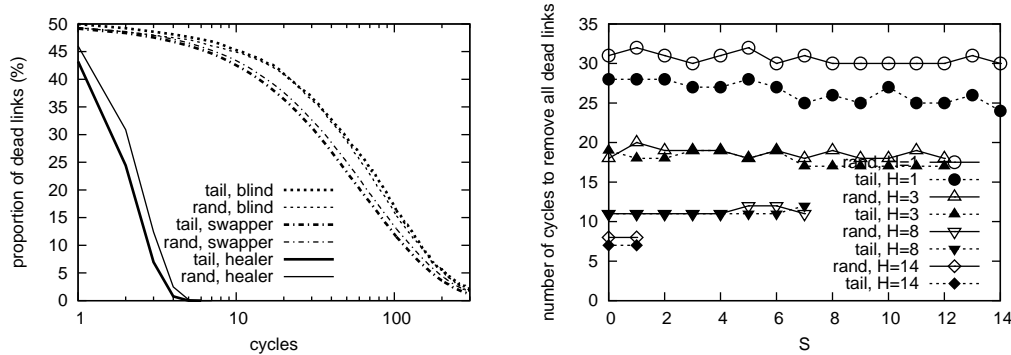 proportion of dead links (%)
50
45
40
35
30
25
20
15
10
5
0
tail, blind
rand, blind
tail, swapper
rand, swapper
tail, healer
rand, healer
1
10
100
cycles
number of cycles to remove all dead links
35
30
25
20
15
10
5
0
rand, H=1
tail, H=1
rand, H=3
tail, H=3
rand, H=8
tail, H=8
rand, H=14
tail, H=14
0
2
4
6
8
10
12
14
S